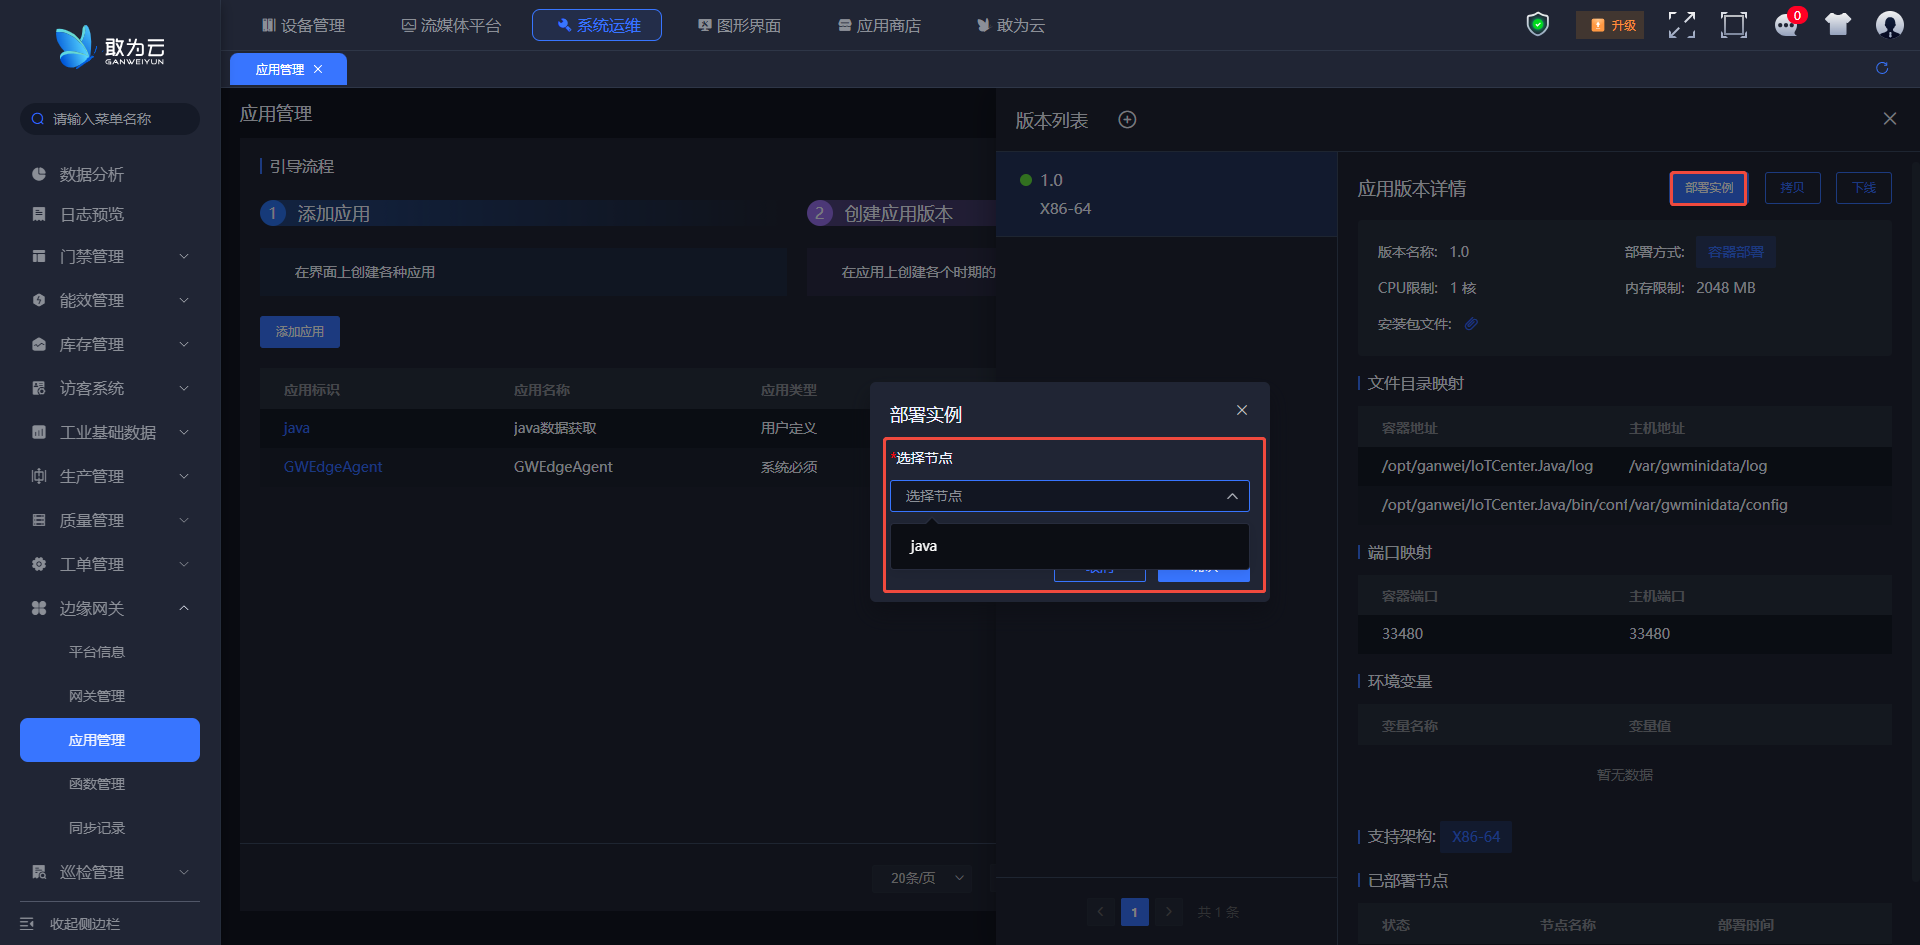 敢为云
GANWEIYUN
设备管理
流媒体平台
系统运维
图形界面
应用商店
敢为云
升级
0
应用管理
请输入菜单名称
数据分析
日志预览
门禁管理
能效管理
库存管理
访客系统
工业基础数据
生产管理
质量管理
工单管理
边缘网关
平台信息
网关管理
应用管理
函数管理
同步记录
巡检管理
收起侧边栏
应用管理
引导流程
1 添加应用
2 创建应用版本
在界面上创建各种应用
在应用上创建各个时期的
添加应用
应用标识 应用名称 应用类型
java java数据获取 用户定义
GWEdgeAgent GWEdgeAgent 系统必须
20条/页
版本列表
1.0
X86-64
1
共 1 条
部署实例
*选择节点
选择节点
java
应用版本详情
部署实例
拷贝
下线
版本名称: 1.0
部署方式: 容器部署
CPU限制: 1 核
内存限制: 2048 MB
安装包文件:
文件目录映射
容器地址 主机地址
/opt/ganwei/IoTCenter.Java/log /var/gwminidata/log
/opt/ganwei/IoTCenter.Java/bin/conf /var/gwminidata/config
端口映射
容器端口 主机端口
33480 33480
环境变量
变量名称 变量值
暂无数据
支持架构: X86-64
已部署节点
状态 节点名称 部署时间